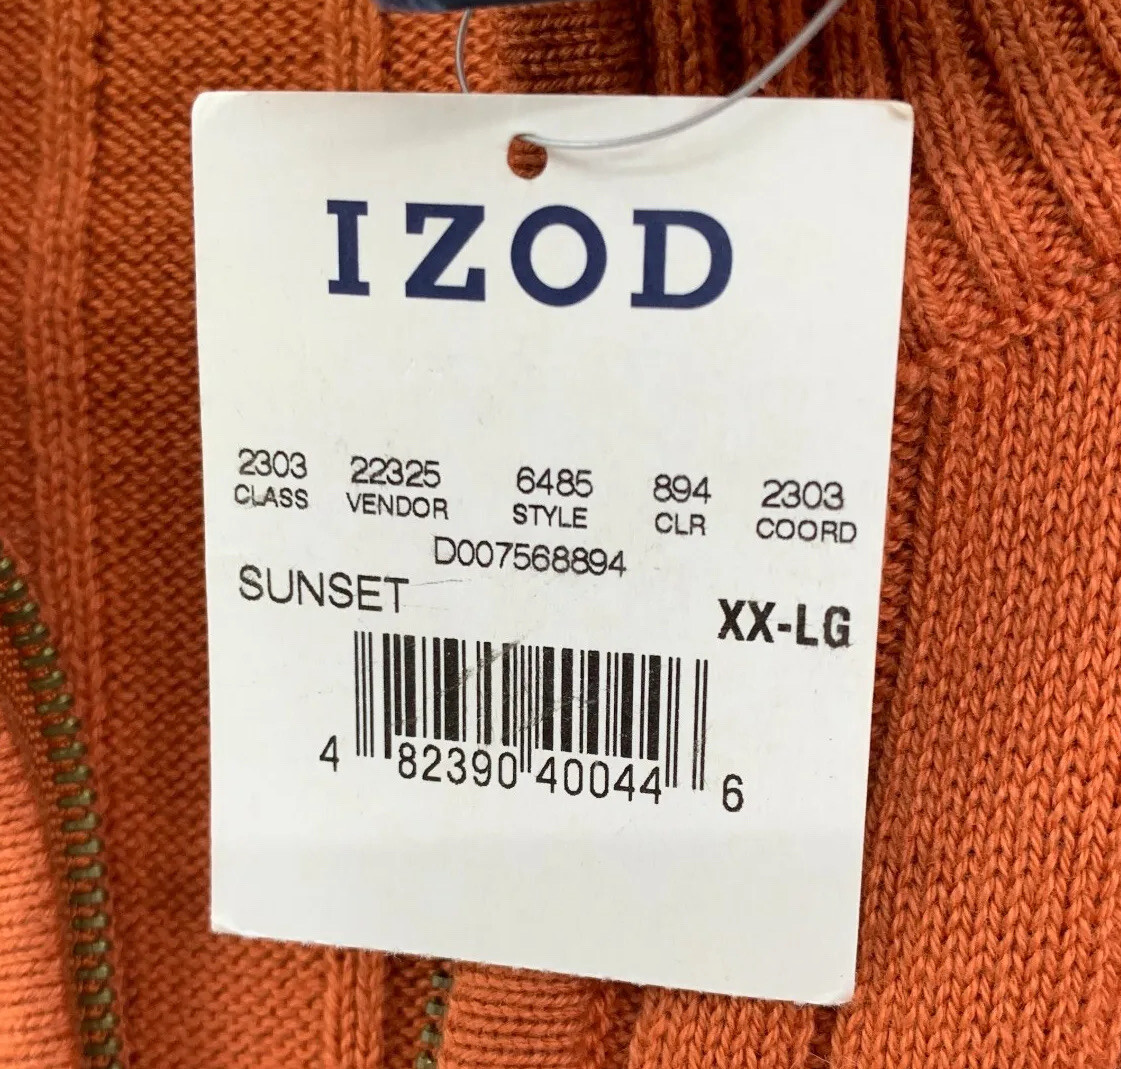 IZOD
2303 22325 6485 894 2303
CLASS VENDOR STYLE CLR COORD
D007568894
SUNSET
XX-LG
4 82390 40044 6